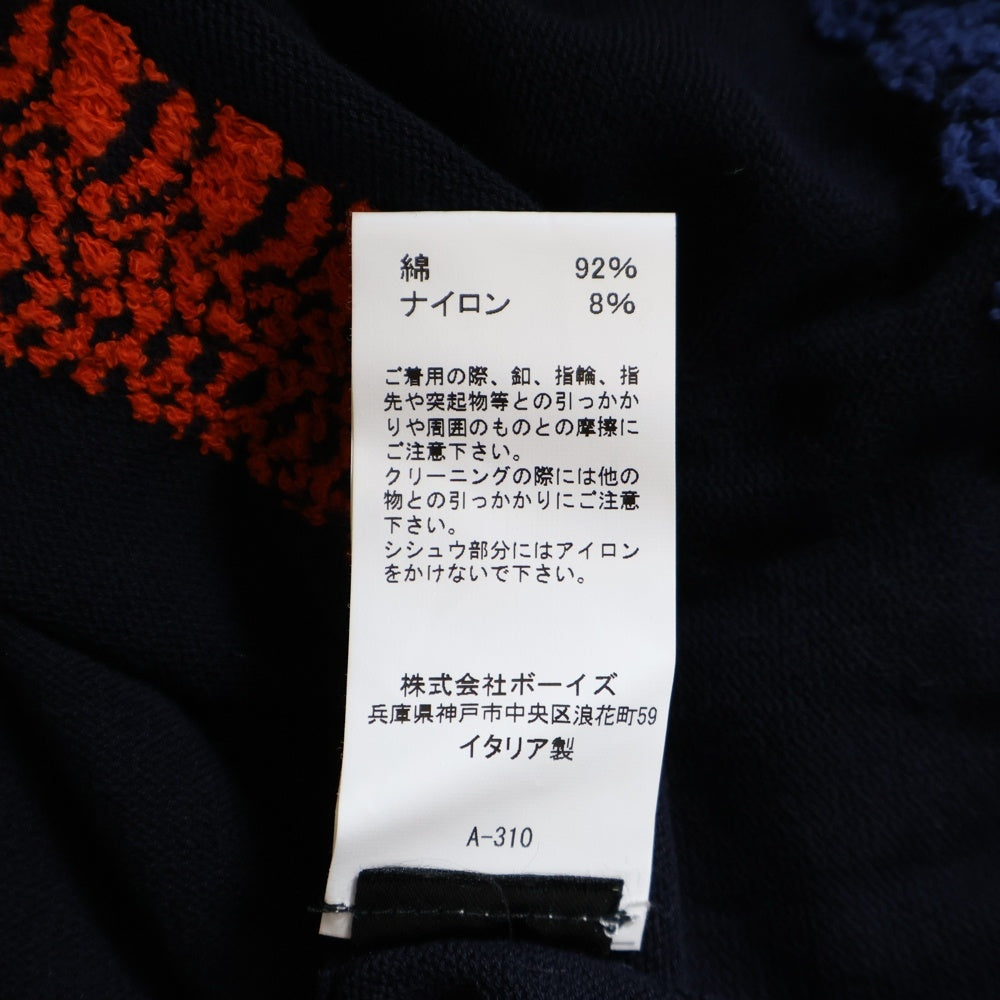 綿 92%
ナイロン 8%
ご着用の際、釦、指輪、指
先や突起物等との引っかか
りや周囲のものとの摩擦に
ご注意下さい。
クリーニングの際には他の
物との引っかかりにご注意
下さい。
シシュウ部分にはアイロン
をかけないで下さい。
株式会社ボーイズ
兵庫県神戸市中央区浪花町59
イタリア製
A-310